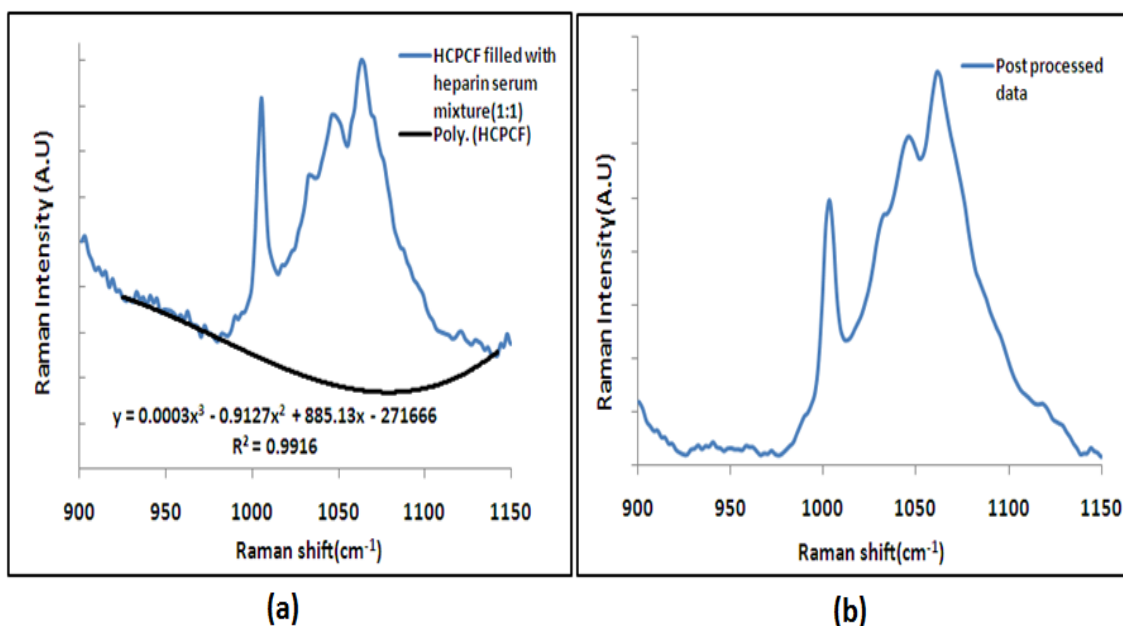 HCPCF filled with
heparin serum
mixture(1:1)
Poly. (HCPCF)
Raman Intensity (A.U)
y = 0.0003x³ - 0.9127x² + 885.13x - 271666
R² = 0.9916
900 950 1000 1050 1100 1150
Raman shift(cm⁻¹)
(a)
Post processed
data
Raman Intensity(A.U)
900 950 1000 1050 1100 1150
Raman shift(cm⁻¹)
(b)